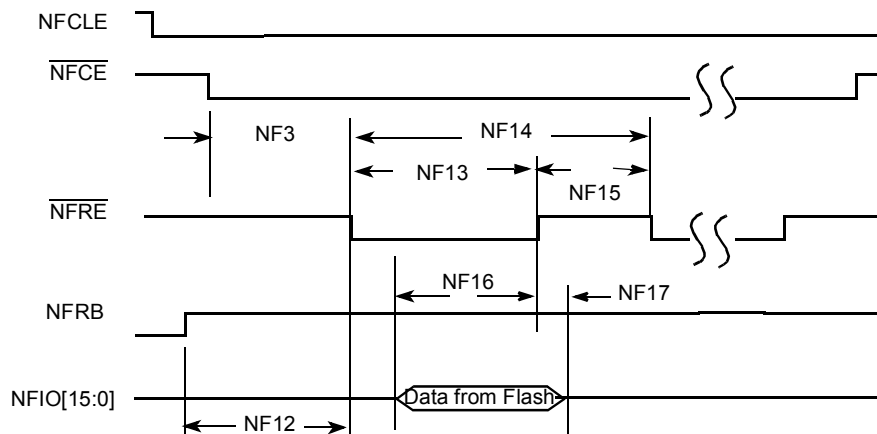 NFCLE
NFCE
NF3
NF14
NF13
NF15
NFRE
NF16
NF17
NFRB
NFIO[15:0]
Data from Flash
NF12